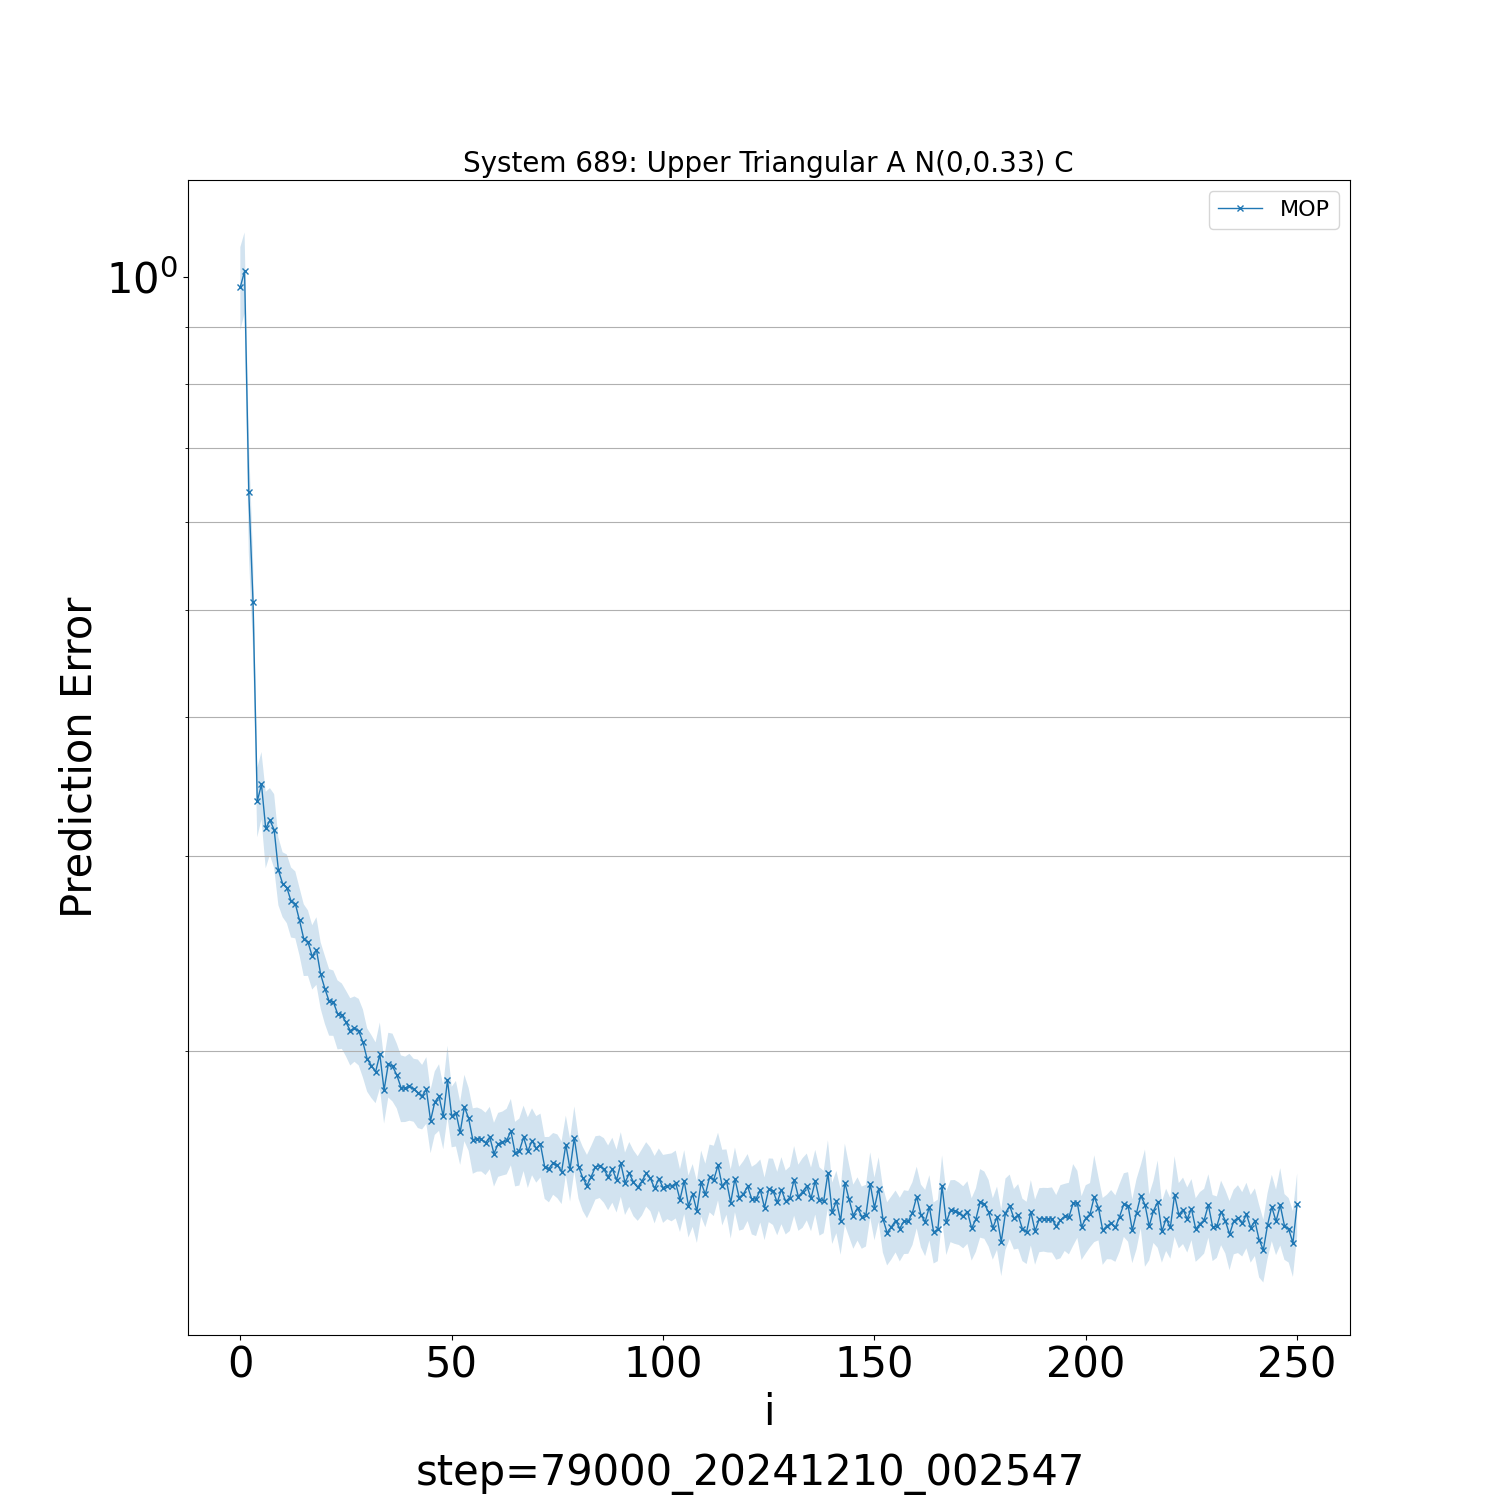 System 689: Upper Triangular A N(0,0.33) C
MOP
10⁰
Prediction Error
0 50 100 150 200 250
i
step=79000_20241210_002547